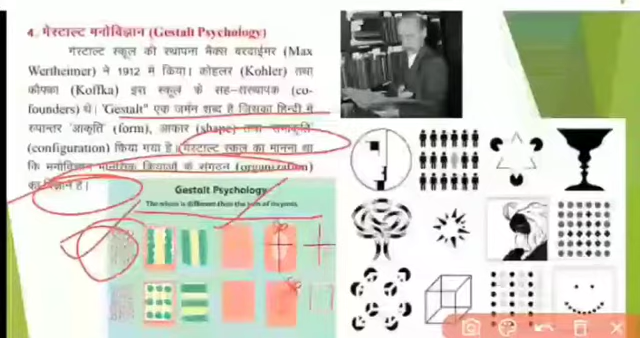 4. गेस्टाल्ट मनोविज्ञान (Gestalt Psychology)
गेस्टाल्ट स्कूल की स्थापना मैक्स वरदाईमर (Max
Wertheimer) ने 1912 में किया। कोहलर (Kohler) तथा
कौफ्का (Koffka) इस स्कूल के सह-संस्थापक (co-
founders) थे। 'Gestalt" एक जर्मन शब्द है जिसका हिन्दी में
रुपान्तर 'आकृति' (form), आकार (shape) तथा समाकृति
(configuration) किया गया है। गेस्टाल्ट स्कूल का मानना था
कि मनोविज्ञान मानसिक क्रियाओं के संगठन (organization)
का विज्ञान है।
Gestalt Psychology
The whole is different than the sum of its parts